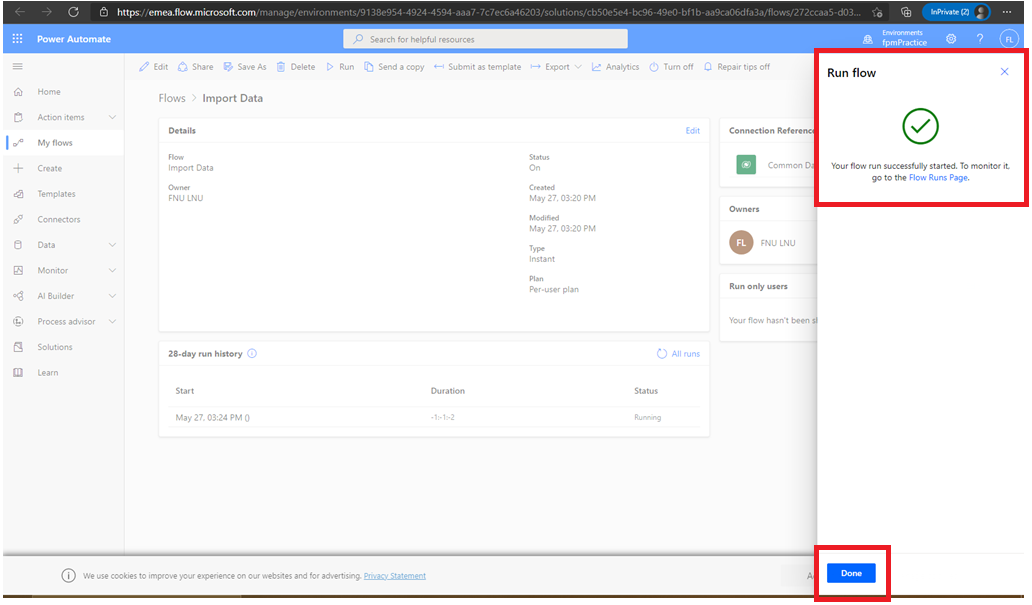 https://emea.flow.microsoft.com/manage/environments/9138e954-4924-4594-aaa7-7c7ec6a46203/solutions/cb50e5e4-bc96-49e0-bf1b-aa9ca06dfa3a/flows/272ccaa5-d03...
InPrivate (2)
Power Automate
Search for helpful resources
Environments
fpmPractice
FL
Edit
Share
Save As
Delete
Run
Send a copy
Submit as template
Export
Analytics
Turn off
Repair tips off
Run flow
Your flow run successfully started. To monitor it,
go to the Flow Runs Page.
Done
Home
Action items
My flows
Create
Templates
Connectors
Data
Monitor
AI Builder
Process advisor
Solutions
Learn
Flows > Import Data
Details
Edit
Flow
Import Data
Owner
FNU LNU
Status
On
Created
May 27, 03:20 PM
Modified
May 27, 03:20 PM
Type
Instant
Plan
Per-user plan
Connection Reference
Common Da
Owners
FL
FNU LNU
Run only users
Your flow hasn't been sh
28-day run history
All runs
Start Duration Status
May 27, 03:24 PM () -1:-1:-2 Running
We use cookies to improve your experience on our websites and for advertising. Privacy Statement